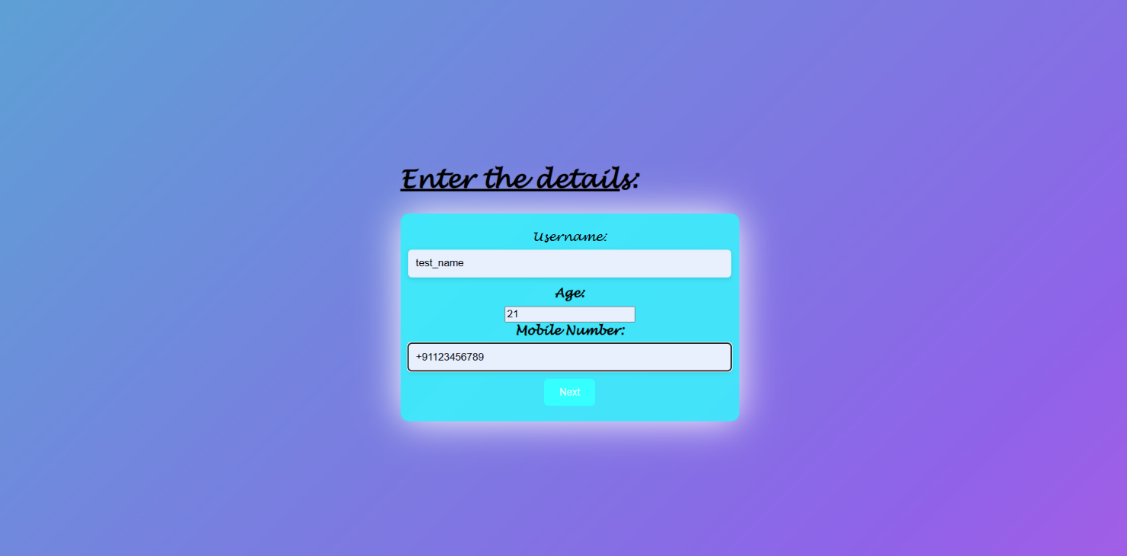 Enter the details:
Username:
test_name
Age:
21
Mobile Number:
+91123456789
Next